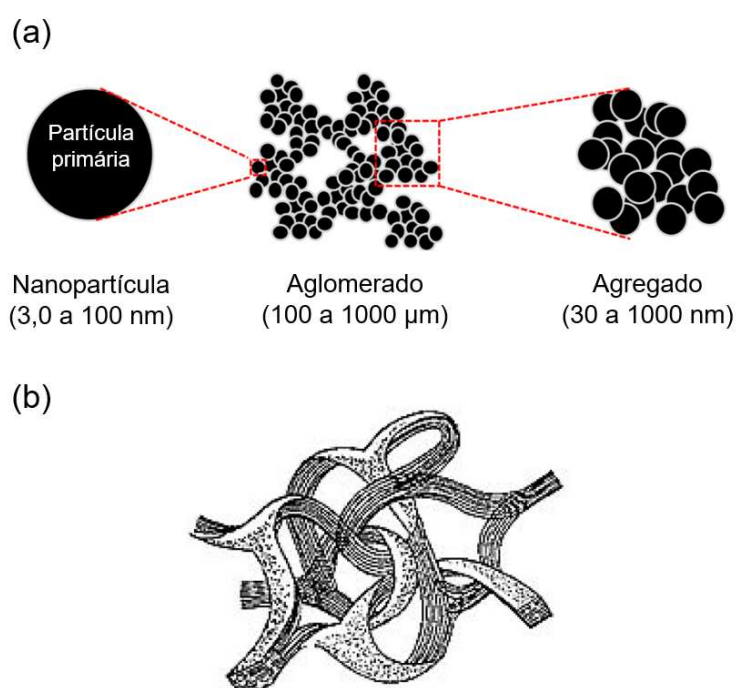 (a)
Partícula
primária
Nanopartícula
(3,0 a 100 nm)
Aglomerado
(100 a 1000 μm)
Agregado
(30 a 1000 nm)
(b)